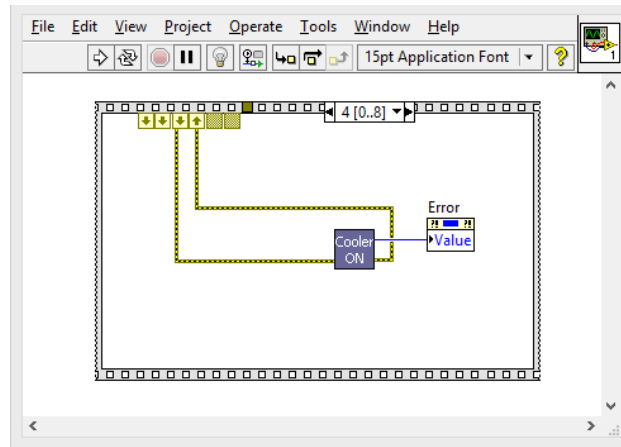 File Edit View Project Operate Tools Window Help
15pt Application Font
?
1
4 [0..8]
Error
?! ?!
Value
Cooler
ON